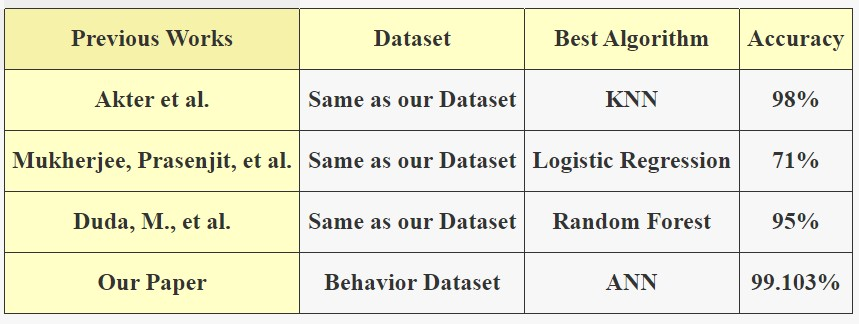 Previous Works Dataset Best Algorithm Accuracy
Akter et al. Same as our Dataset KNN 98%
Mukherjee, Prasenjit, et al. Same as our Dataset Logistic Regression 71%
Duda, M., et al. Same as our Dataset Random Forest 95%
Our Paper Behavior Dataset ANN 99.103%